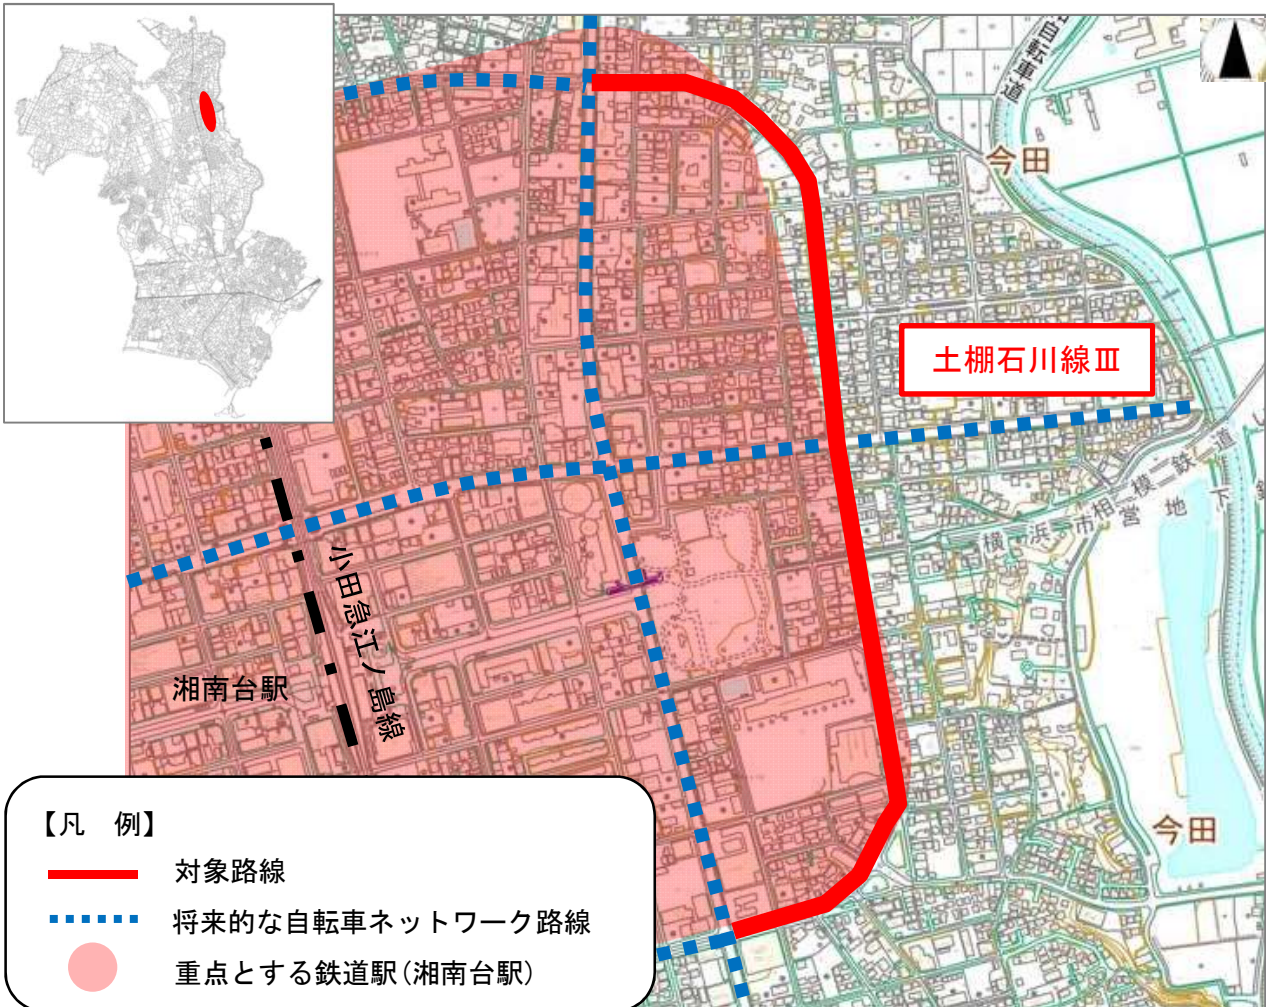 自転車道
今田
土棚石川線Ⅲ
横浜市営地下鉄
相模鉄道
小田急江ノ島線
湘南台駅
今田
【凡　例】
対象路線
将来的な自転車ネットワーク路線
重点とする鉄道駅(湘南台駅)